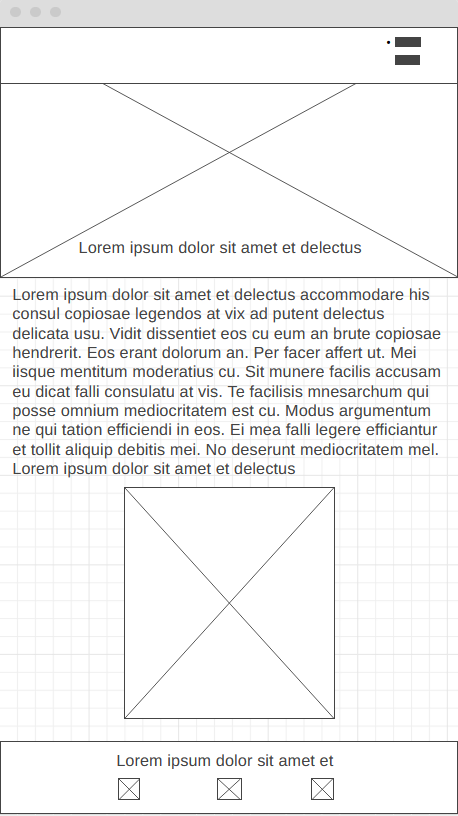 Lorem ipsum dolor sit amet et delectus
Lorem ipsum dolor sit amet et delectus accommodare his
consul copiosae legendos at vix ad putent delectus
delicata usu. Vidit dissentiet eos cu eum an brute copiosae
hendrerit. Eos erant dolorum an. Per facer affert ut. Mei
iisque mentitum moderatius cu. Sit munere facilis accusam
eu dicat falli consulatu at vis. Te facilisis mnesarchum qui
posse omnium mediocritatem est cu. Modus argumentum
ne qui tation efficiendi in eos. Ei mea falli legere efficiantur
et tollit aliquip debitis mei. No deserunt mediocritatem mel.
Lorem ipsum dolor sit amet et delectus
Lorem ipsum dolor sit amet et